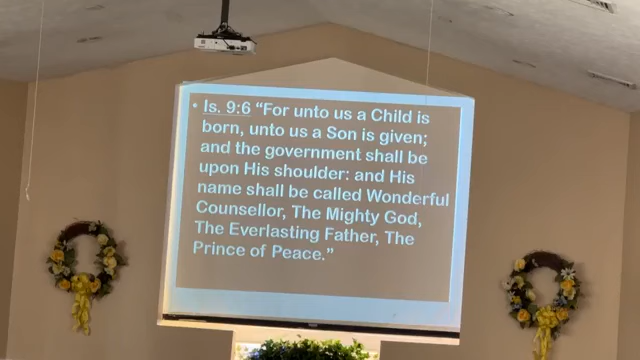 • Is. 9:6 “For unto us a Child is
born, unto us a Son is given;
and the government shall be
upon His shoulder: and His
name shall be called Wonderful
Counsellor, The Mighty God,
The Everlasting Father, The
Prince of Peace.”